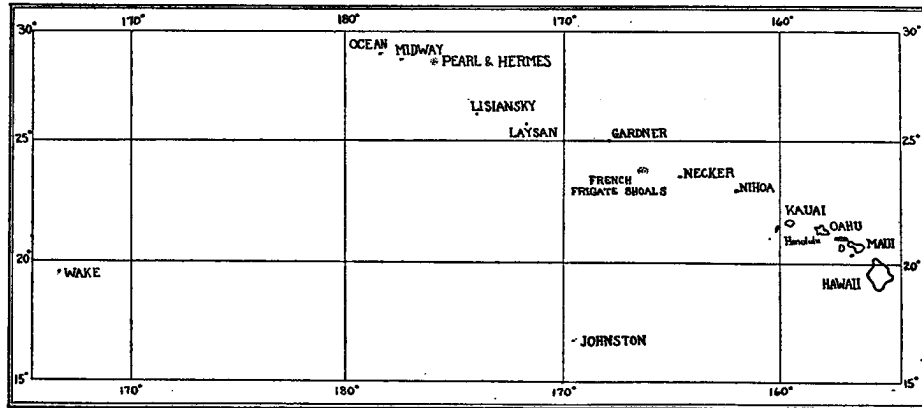 170° 180° 170° 160°
30° 30°
OCEAN MIDWAY
PEARL & HERMES
LISIANSKY
LAYSAN GARDNER
25° 25°
FRENCH
FRIGATE SHOALS
NECKER
NIHOA
KAUAI
OAHU
Honolulu
MAUI
20° 20°
WAKE
HAWAII
JOHNSTON
15° 15°
170° 180° 170° 160°